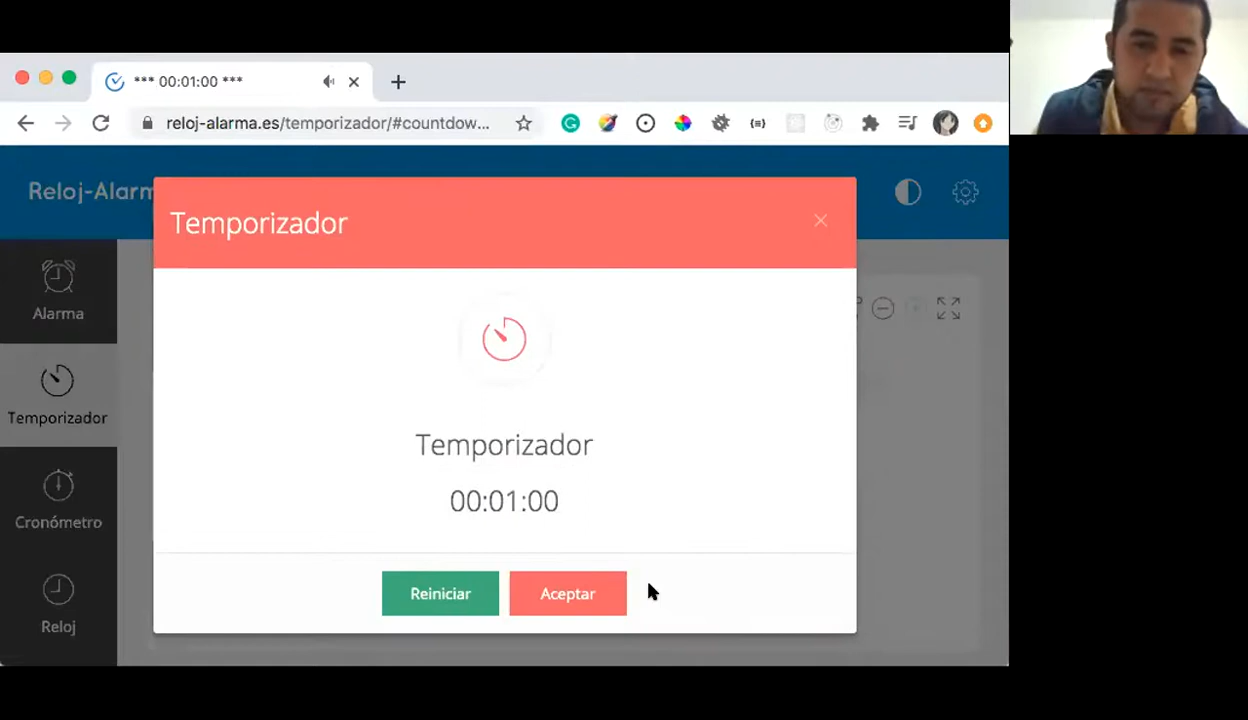 *** 00:01:00 ***
reloj-alarma.es/temporizador/#countdow...
Reloj-Alarm
Temporizador
Alarma
Temporizador
Temporizador
00:01:00
Cronómetro
Reiniciar
Aceptar
Reloj